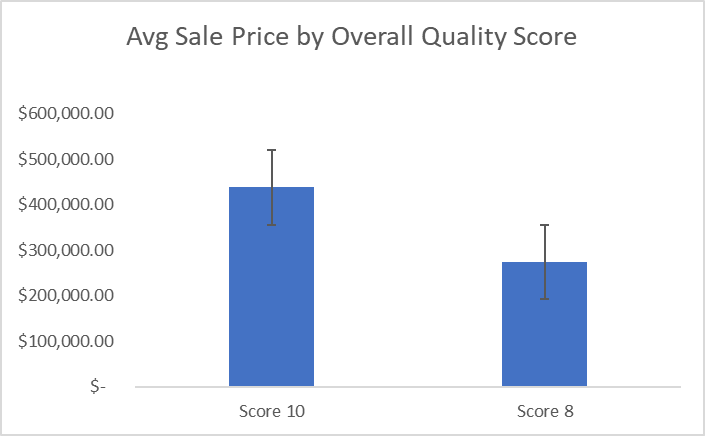 Avg Sale Price by Overall Quality Score
$600,000.00
$500,000.00
$400,000.00
$300,000.00
$200,000.00
$100,000.00
$-
Score 10
Score 8